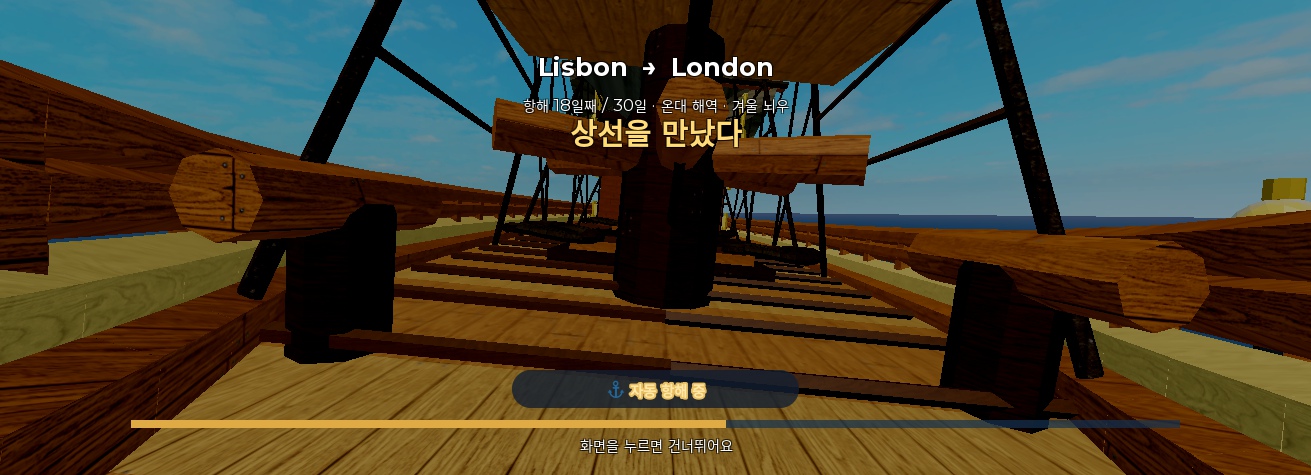 Lisbon → London
항해 18일째 / 30일 · 온대 해역 · 겨울 뇌우
상선을 만났다
자동 항해 중
화면을 누르면 건너뛰어요